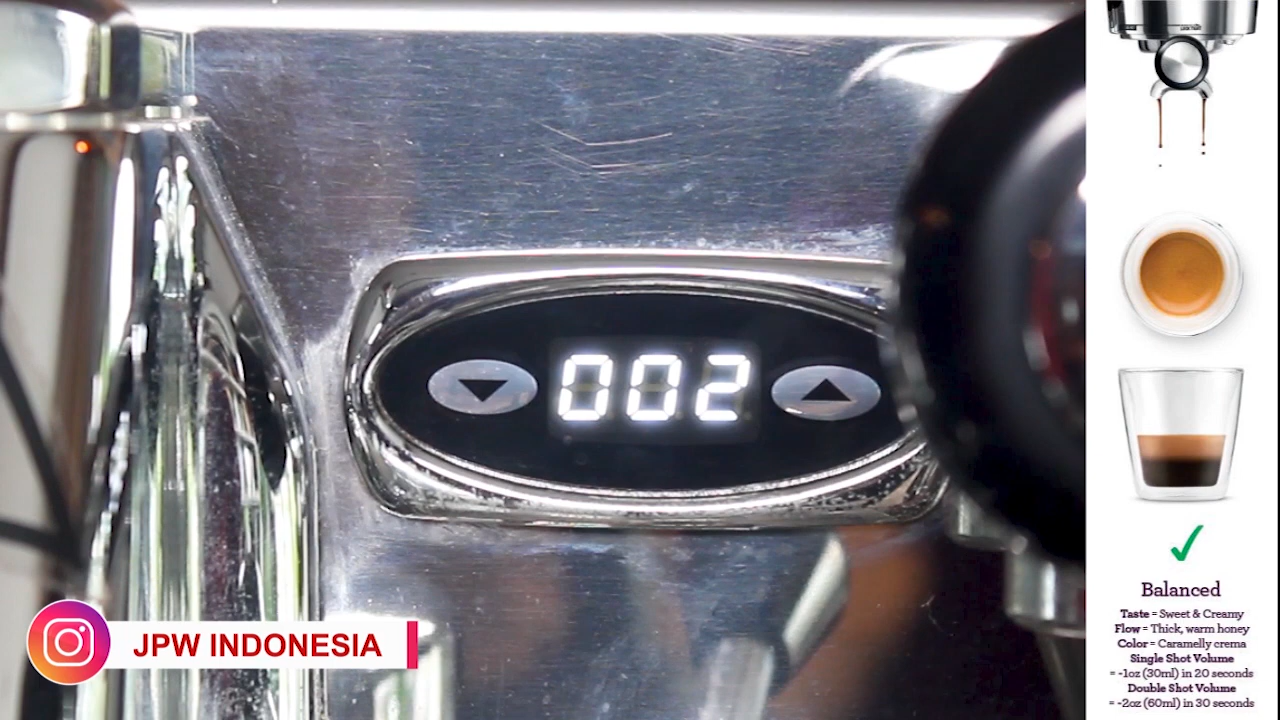 002
JPW INDONESIA
Balanced
Taste = Sweet & Creamy
Flow = Thick, warm honey
Color = Caramelly crema
Single Shot Volume
= ~1oz (30ml) in 20 seconds
Double Shot Volume
= ~2oz (60ml) in 30 seconds